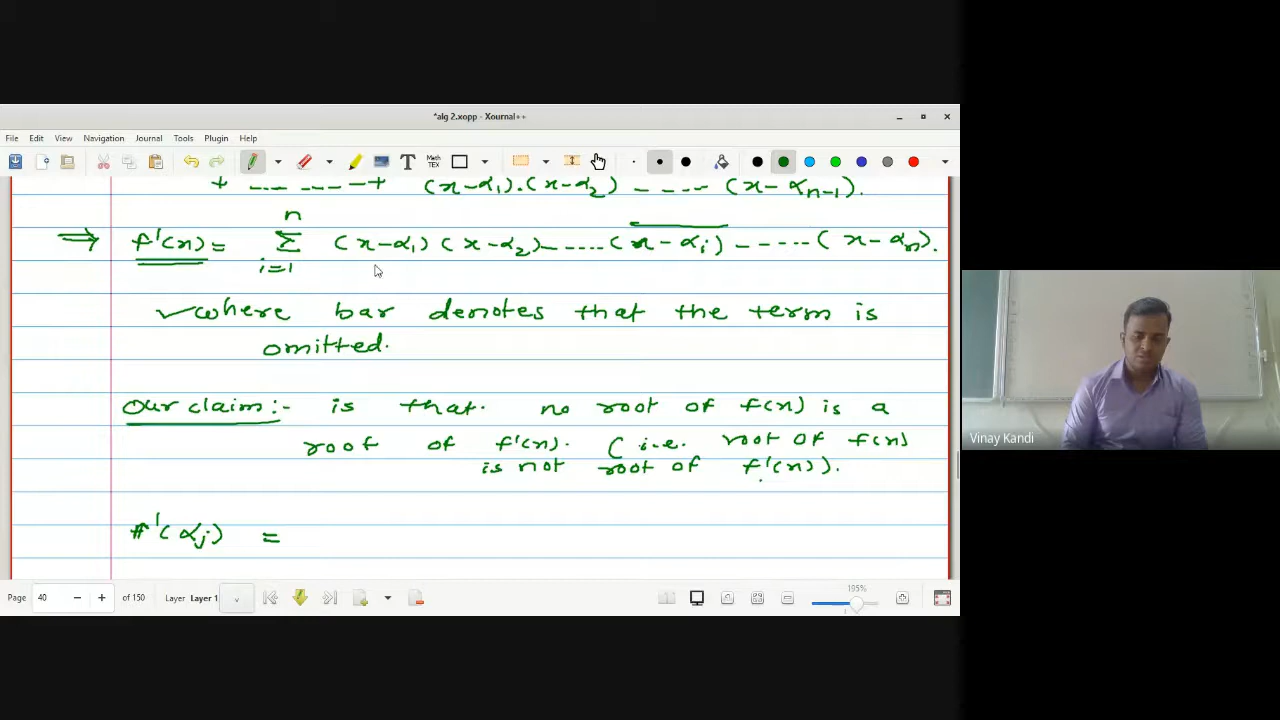 *alg 2.xopp - Xournal++
File Edit View Navigation Journal Tools Plugin Help
+ --- --- - + (x-α₁).(x-α₂) ---- (x-αₙ₋₁).
n
⇒ f'(x) = Σ (x-α₁)(x-α₂)-----(x-αᵢ)------(x-αₙ).
i=1
✓where bar denotes that the term is
omitted.
Our claim:- is that. no root of f(x) is a
root of f'(x). (i.e. root of f(x)
is not root of f'(x)).
f'(αⱼ) =
Page 40 of 150 Layer Layer 1 195%
Vinay Kandi